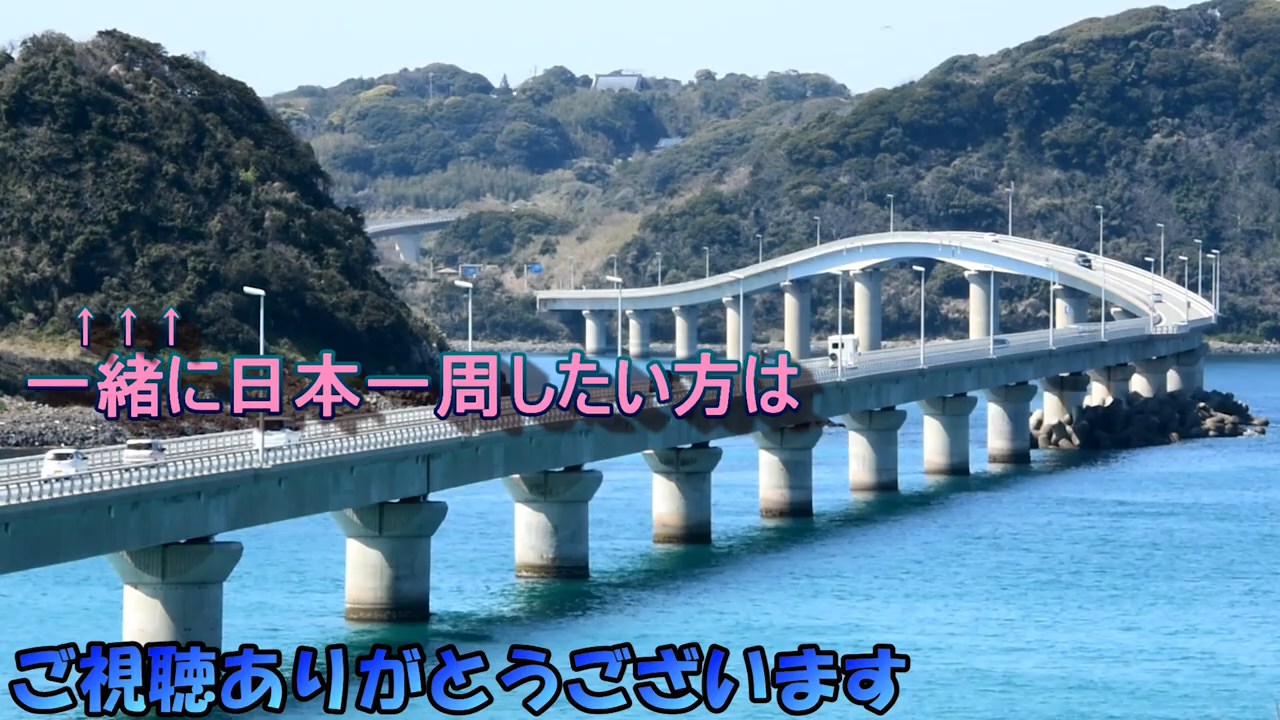 ↑ ↑ ↑
一緒に日本一周したい方は
ご視聴ありがとうございます